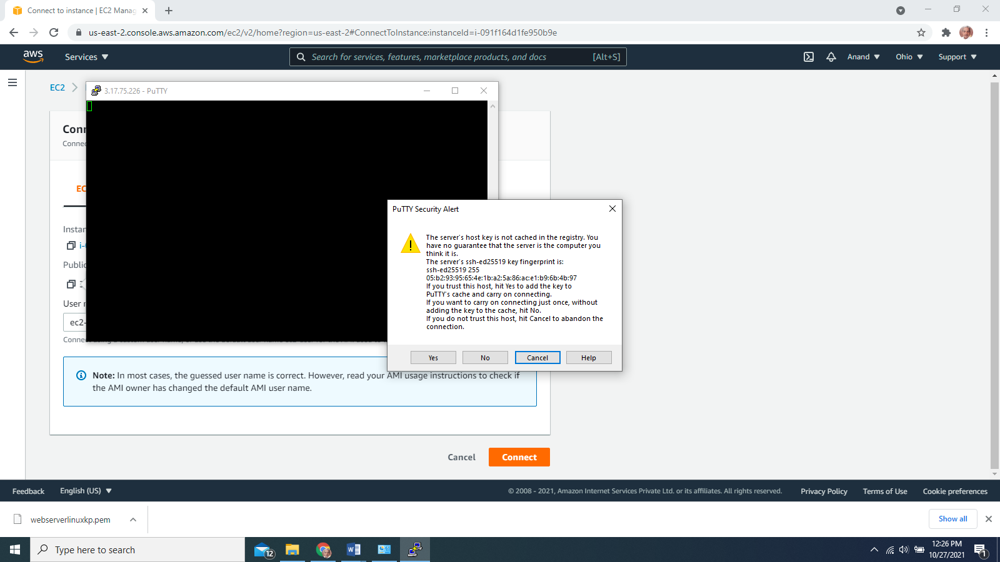 Connect to instance | EC2 Manag
us-east-2.console.aws.amazon.com/ec2/v2/home?region=us-east-2#ConnectToInstance:instanceId=i-091f164d1fe950b9e
aws
Services
Search for services, features, marketplace products, and docs
[Alt+S]
Anand
Ohio
Support
EC2
3.17.75.226 - PuTTY
Conn
Connec
EC
Instan
i-
Public
User n
ec2-
PuTTY Security Alert
The server's host key is not cached in the registry. You
have no guarantee that the server is the computer you
think it is.
The server's ssh-ed25519 key fingerprint is:
ssh-ed25519 255
05:b2:93:95:65:4e:1b:a2:5a:86:ac:e1:b9:6b:4b:97
If you trust this host, hit Yes to add the key to
PuTTY's cache and carry on connecting.
If you want to carry on connecting just once, without
adding the key to the cache, hit No.
If you do not trust this host, hit Cancel to abandon the
connection.
Yes
No
Cancel
Help
Note: In most cases, the guessed user name is correct. However, read your AMI usage instructions to check if
the AMI owner has changed the default AMI user name.
Cancel
Connect
Feedback
English (US)
© 2008 - 2021, Amazon Internet Services Private Ltd. or its affiliates. All rights reserved.
Privacy Policy
Terms of Use
Cookie preferences
webserverlinuxkp.pem
Show all
Type here to search
12
12:26 PM
10/27/2021
1